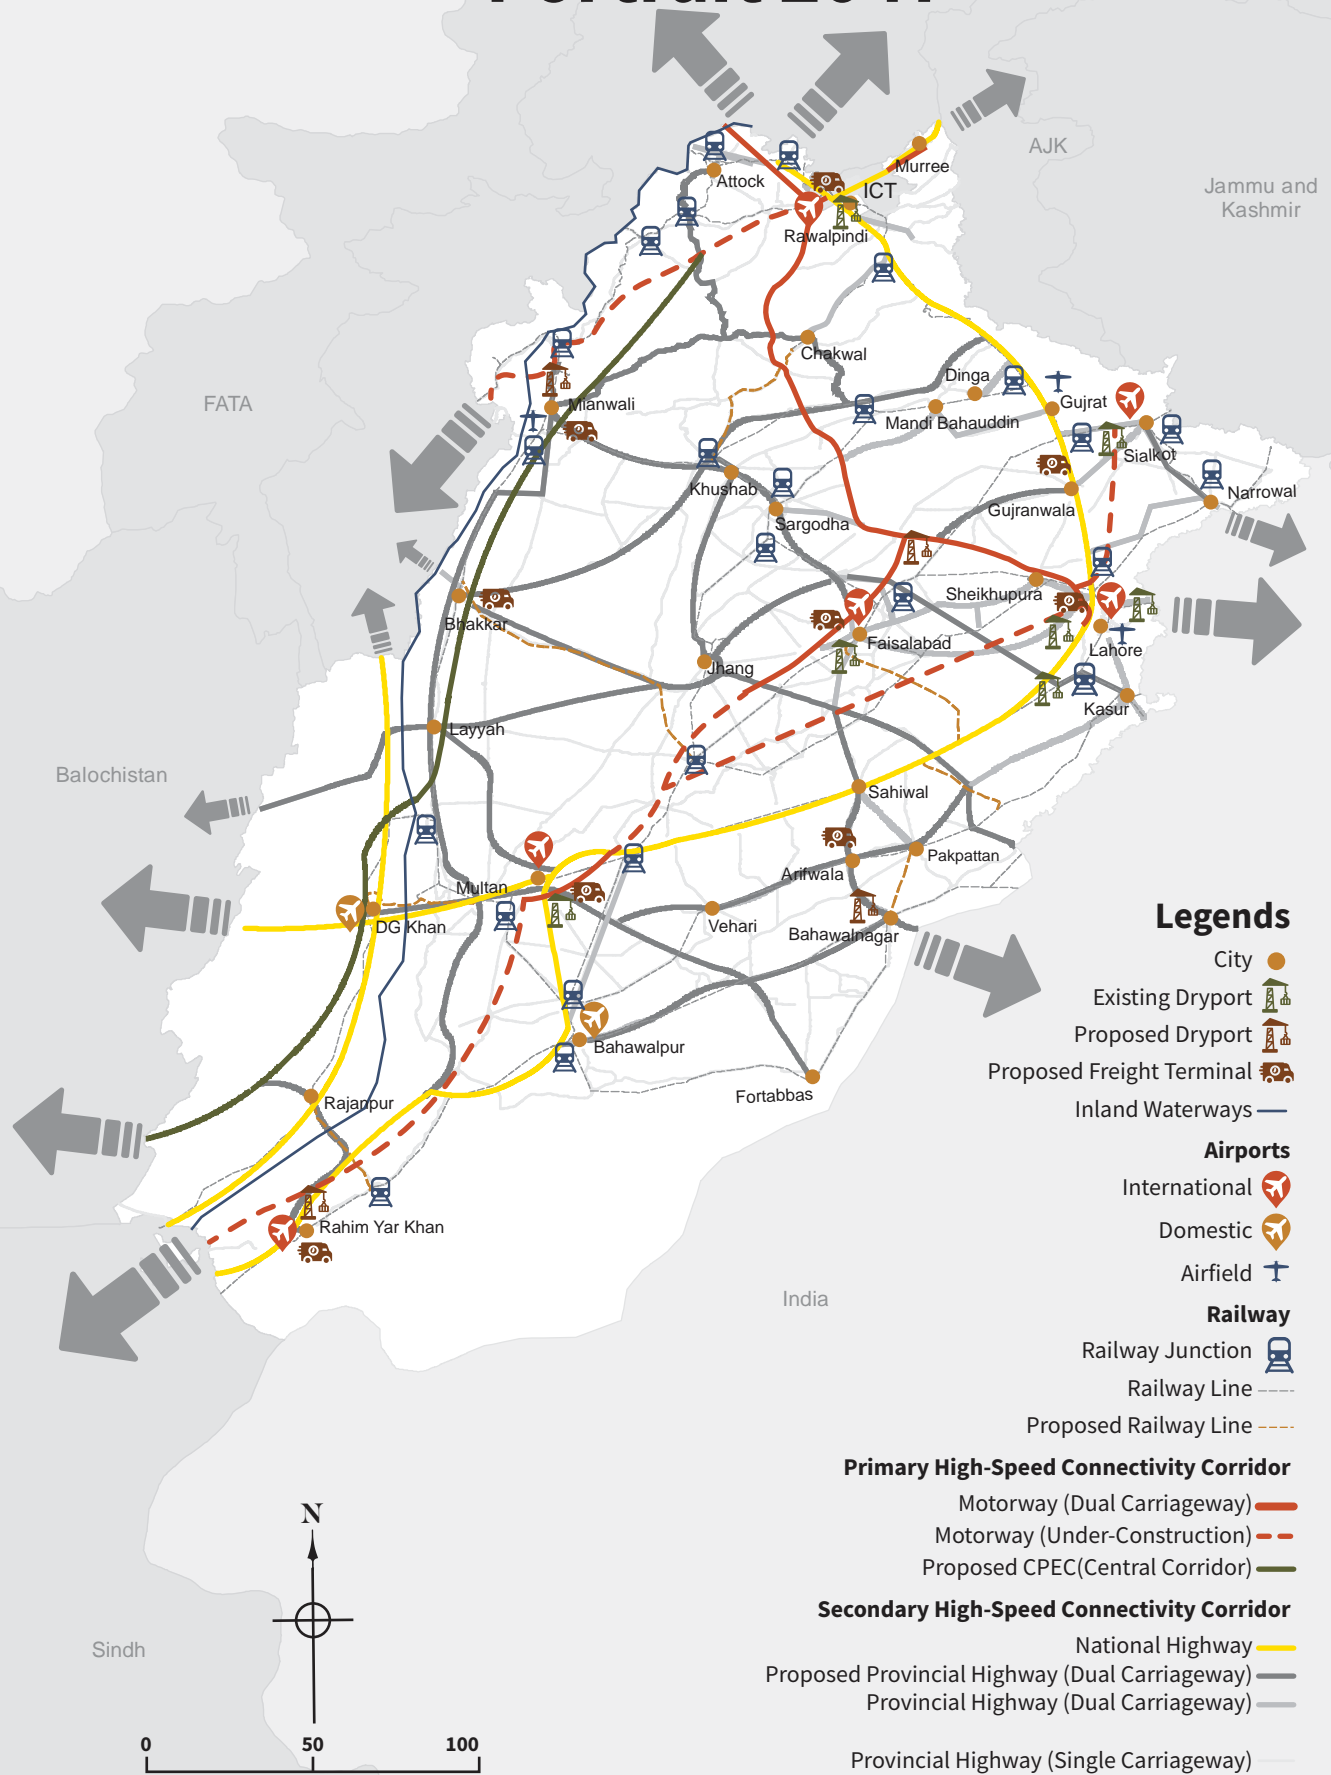 AJK
Jammu and
Kashmir
Murree
Attock
ICT
Rawalpindi
Chakwal
Dinga
FATA
Mianwali
Gujrat
Mandi Bahauddin
Sialkot
Khushab
Narrowal
Gujranwala
Sargodha
Sheikhupura
Bhakkar
Faisalabad
Lahore
Jhang
Kasur
Layyah
Balochistan
Sahiwal
Pakpattan
Arifwala
Multan
DG Khan
Vehari
Bahawalnagar
Bahawalpur
Fortabbas
Rajanpur
Rahim Yar Khan
India
Sindh
Legends
City
Existing Dryport
Proposed Dryport
Proposed Freight Terminal
Inland Waterways
Airports
International
Domestic
Airfield
Railway
Railway Junction
Railway Line
Proposed Railway Line
Primary High-Speed Connectivity Corridor
Motorway (Dual Carriageway)
Motorway (Under-Construction)
Proposed CPEC(Central Corridor)
Secondary High-Speed Connectivity Corridor
National Highway
Proposed Provincial Highway (Dual Carriageway)
Provincial Highway (Dual Carriageway)
Provincial Highway (Single Carriageway)
N
0 50 100